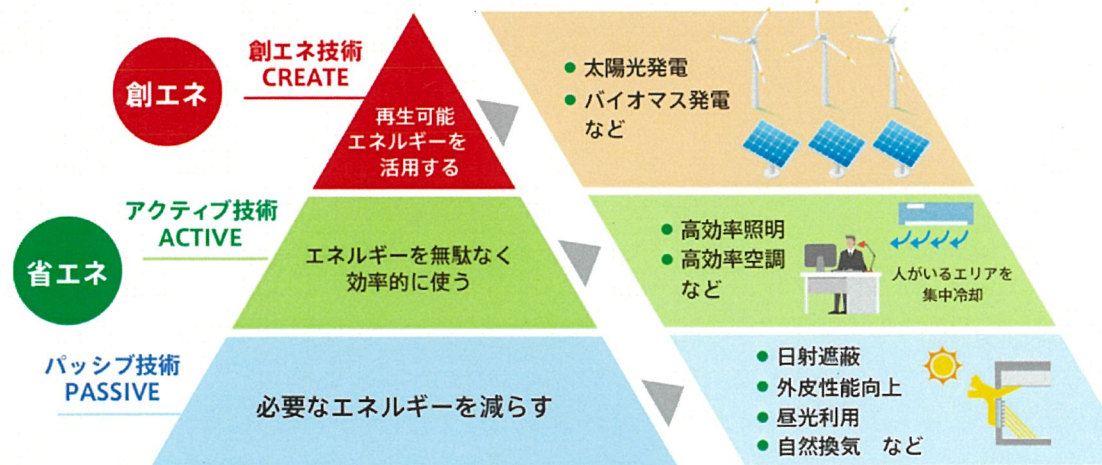 創エネ
創エネ技術
CREATE
再生可能
エネルギーを
活用する
● 太陽光発電
● バイオマス発電
など
省エネ
アクティブ技術
ACTIVE
エネルギーを無駄なく
効率的に使う
● 高効率照明
● 高効率空調
など
人がいるエリアを
集中冷却
パッシブ技術
PASSIVE
必要なエネルギーを減らす
● 日射遮蔽
● 外皮性能向上
● 昼光利用
● 自然換気　など